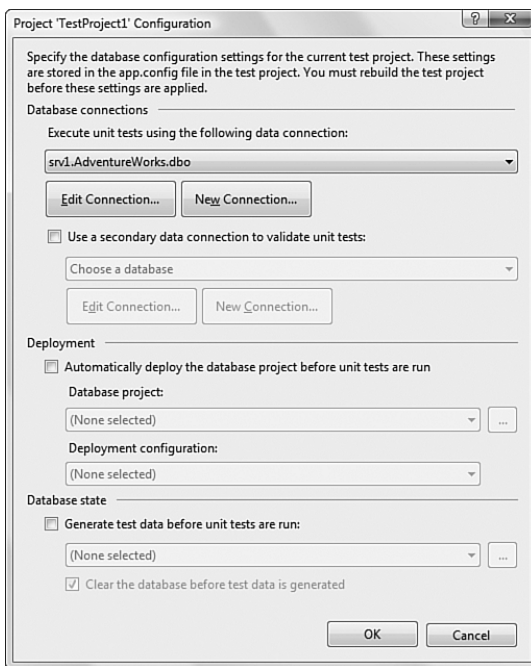 Project 'TestProject1' Configuration
? X
Specify the database configuration settings for the current test project. These settings
are stored in the app.config file in the test project. You must rebuild the test project
before these settings are applied.
Database connections
Execute unit tests using the following data connection:
srv1.AdventureWorks.dbo
Edit Connection... New Connection...
Use a secondary data connection to validate unit tests:
Choose a database
Edit Connection... New Connection...
Deployment
Automatically deploy the database project before unit tests are run
Database project:
(None selected) ...
Deployment configuration:
(None selected)
Database state
Generate test data before unit tests are run:
(None selected) ...
Clear the database before test data is generated
OK Cancel